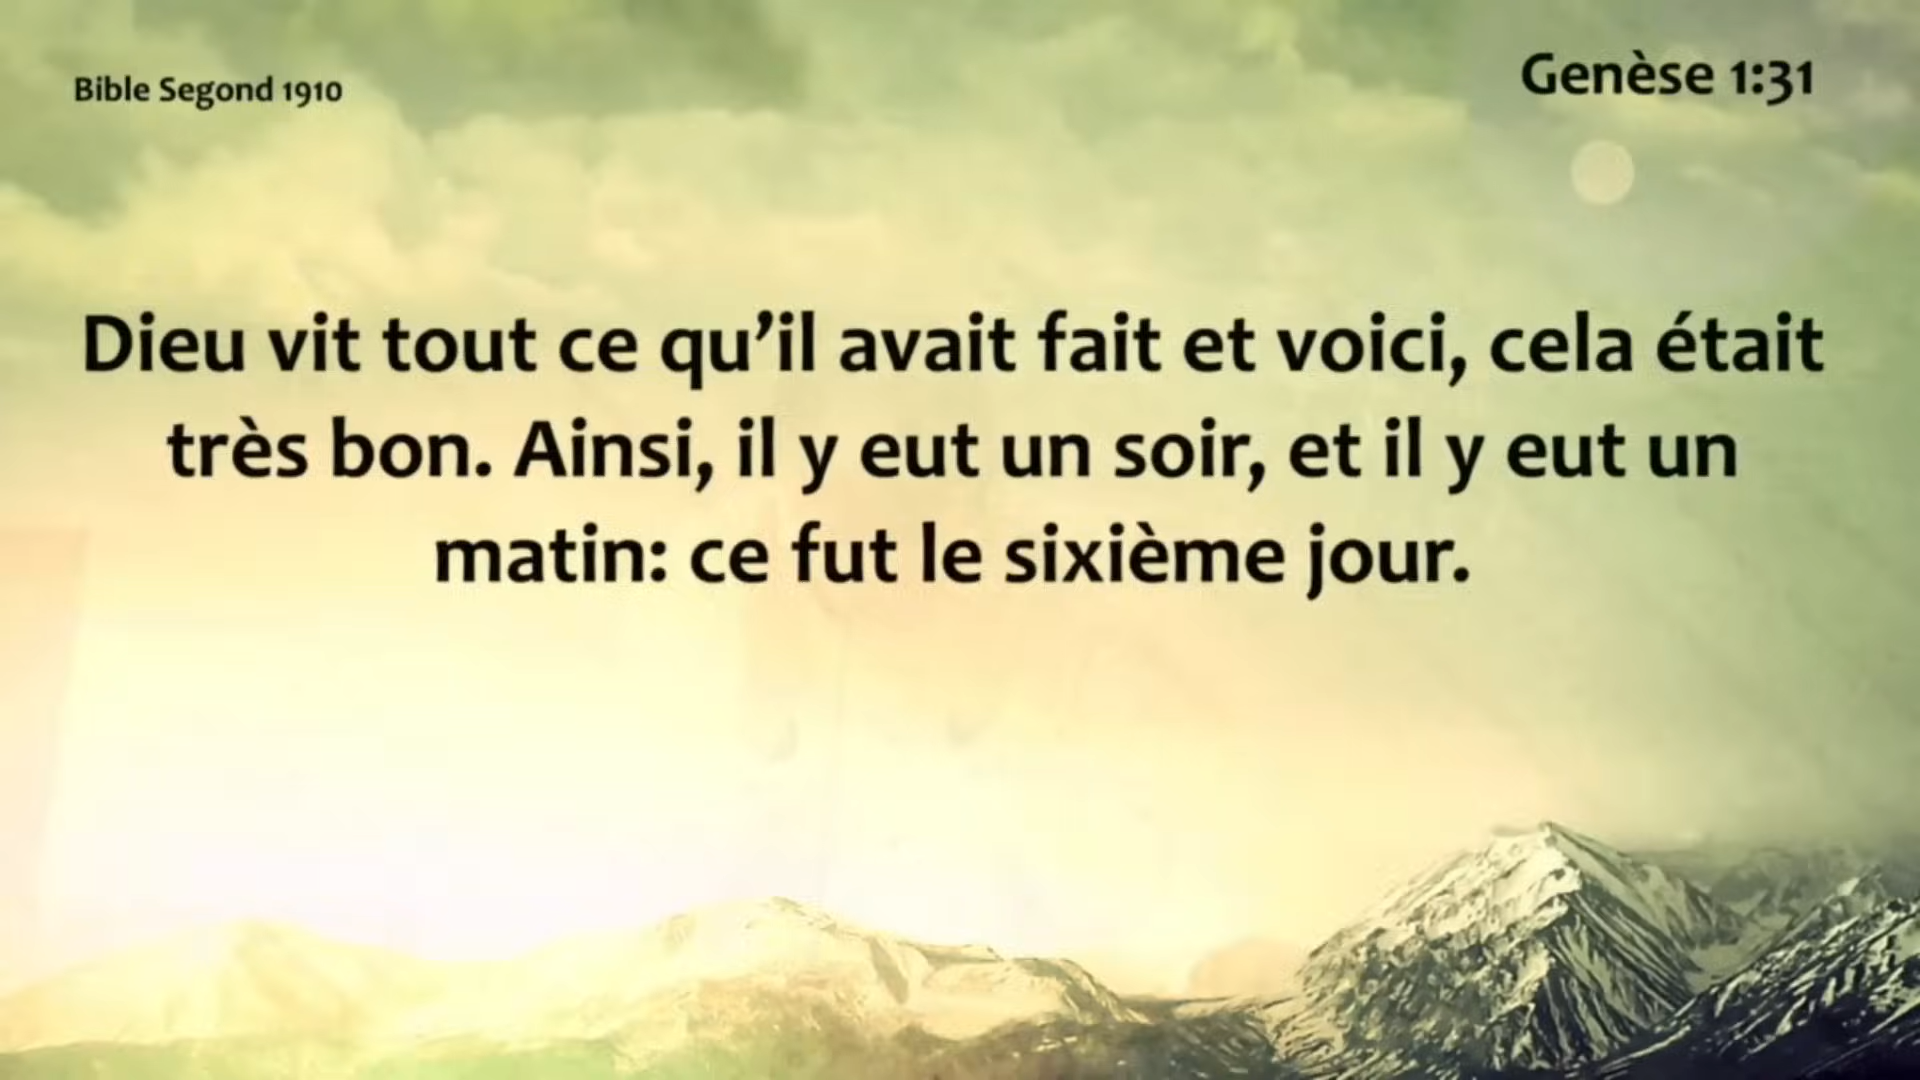 Bible Segond 1910
Genèse 1:31
Dieu vit tout ce qu’il avait fait et voici, cela était
très bon. Ainsi, il y eut un soir, et il y eut un
matin: ce fut le sixième jour.